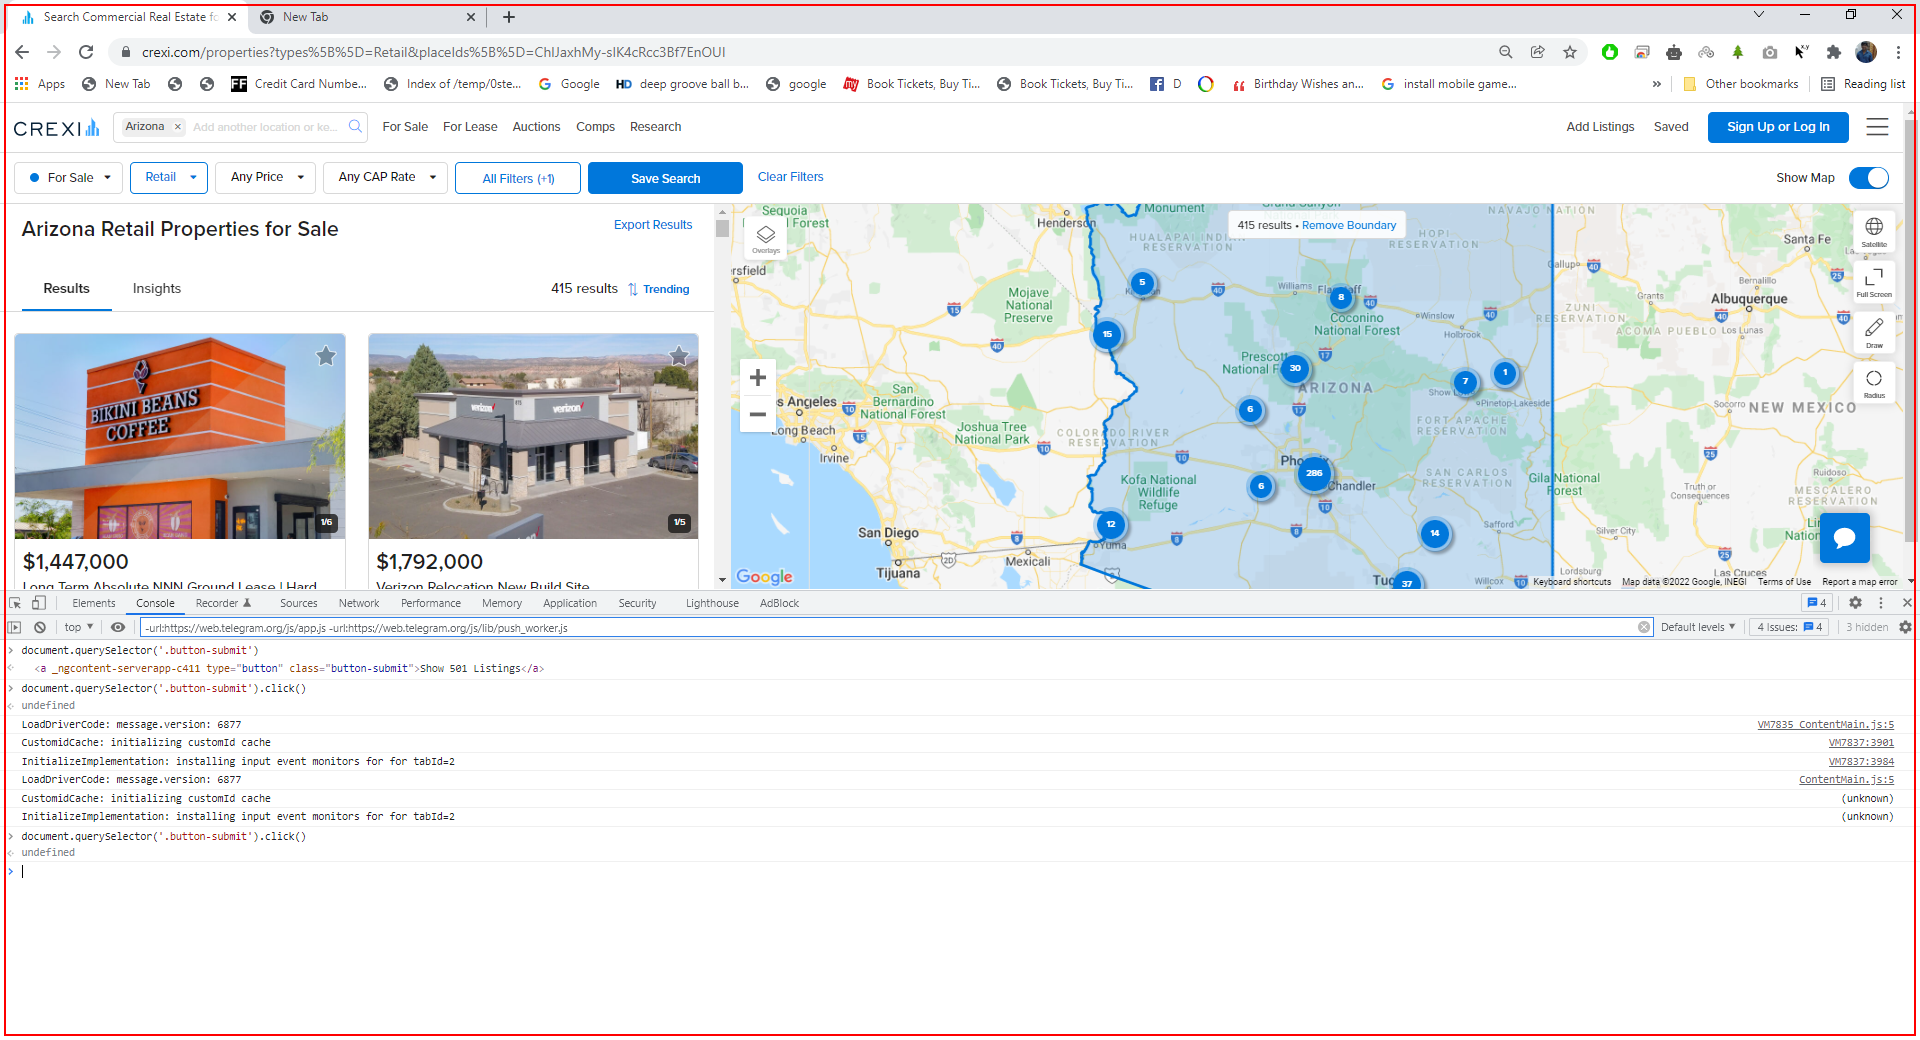 Search Commercial Real Estate fo
New Tab
crexi.com/properties?types%5B%5D=Retail&placeIds%5B%5D=ChIJaxhMy-sIK4cRcc3Bf7EnOUI
Apps
New Tab
Credit Card Numbe...
Index of /temp/0ste...
Google
deep groove ball b...
google
Book Tickets, Buy Ti...
Book Tickets, Buy Ti...
D
Birthday Wishes an...
install mobile game...
»
Other bookmarks
Reading list
CREXI
Arizona ×
Add another location or ke...
For Sale
For Lease
Auctions
Comps
Research
Add Listings
Saved
Sign Up or Log In
For Sale
Retail
Any Price
Any CAP Rate
All Filters (+1)
Save Search
Clear Filters
Show Map
Arizona Retail Properties for Sale
Export Results
Results
Insights
415 results
Trending
BIKINI BEANS
COFFEE
1/6
$1,447,000
Long Term Absolute NNN Ground Lease | Hard
verizon
verizon
1/5
$1,792,000
Verizon Relocation New Build Site
Overlays
415 results • Remove Boundary
Satellite
Full Screen
Draw
Radius
Sequoia
National Forest
Henderson
Monument
HUALAPAI INDIAN
RESERVATION
HOPI
RESERVATION
NAVAJO NATION
Santa Fe
Gallup
Bernalillo
Grants
Albuquerque
Los Lunas
ZUNI
RESERVATION
ACOMA PUEBLO
ersfield
Mojave
National
Preserve
Williams
Flagstaff
Coconino
National Forest
Winslow
Holbrook
Prescott
National F
ARIZONA
Show Lo
Pinetop-Lakeside
Socorro
NEW MEXICO
San
Bernardino
National Forest
os Angeles
Long Beach
Irvine
Joshua Tree
National Park
COLORADO RIVER
RESERVATION
FORT APACHE
RESERVATION
Phoenix
Chandler
SAN CARLOS
RESERVATION
Gila National
Forest
Truth or
Consequences
Ruidoso
MESCALERO
RESERVATION
Kofa National
Wildlife
Refuge
San Diego
Tijuana
Mexicali
Yuma
Safford
Silver City
Lordsburg
Las Cruces
Willcox
5
8
15
30
7
1
6
286
6
12
14
37
Google
Keyboard shortcuts
Map data ©2022 Google, INEGI
Terms of Use
Report a map error
Elements
Console
Recorder
Sources
Network
Performance
Memory
Application
Security
Lighthouse
AdBlock
4
top
-url:https://web.telegram.org/js/app.js -url:https://web.telegram.org/js/lib/push_worker.js
Default levels
4 Issues: 4
3 hidden
document.querySelector('.button-submit')
<a _ngcontent-serverapp-c411 type="button" class="button-submit">Show 501 Listings</a>
document.querySelector('.button-submit').click()
undefined
LoadDriverCode: message.version: 6877
VM7835 ContentMain.js:5
CustomidCache: initializing customId cache
VM7837:3901
InitializeImplementation: installing input event monitors for for tabId=2
VM7837:3984
LoadDriverCode: message.version: 6877
ContentMain.js:5
CustomidCache: initializing customId cache
(unknown)
InitializeImplementation: installing input event monitors for for tabId=2
(unknown)
document.querySelector('.button-submit').click()
undefined